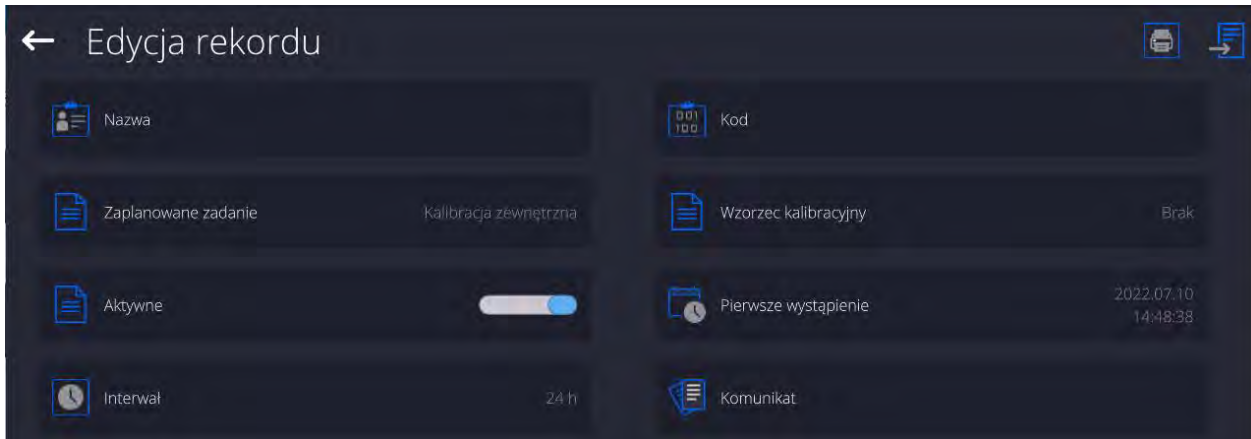 Edycja rekordu
Nazwa
001
100
Kod
Zaplanowane zadanie
Kalibracja zewnętrzna
Wzorzec kalibracyjny
Brak
Aktywne
Pierwsze wystąpienie
2022.07.10
14:48:38
Interwał
24 h
Komunikat